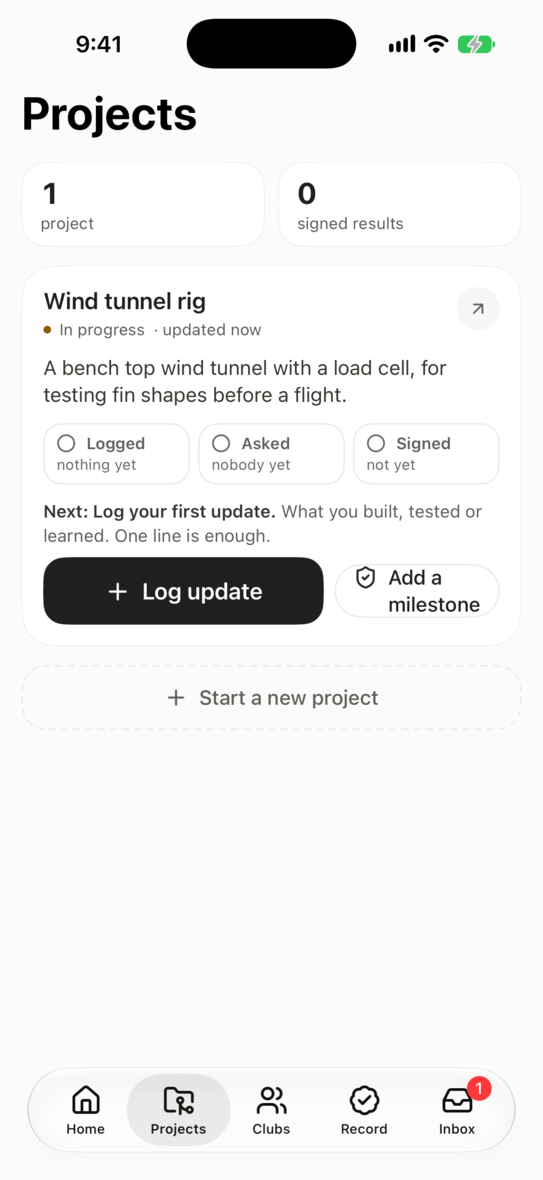 9:41
Projects
1
project
0
signed results
Wind tunnel rig
In progress · updated now
A bench top wind tunnel with a load cell, for
testing fin shapes before a flight.
Logged
nothing yet
Asked
nobody yet
Signed
not yet
Next: Log your first update. What you built, tested or
learned. One line is enough.
Log update
Add a
milestone
Start a new project
Home
Projects
Clubs
Record
1
Inbox